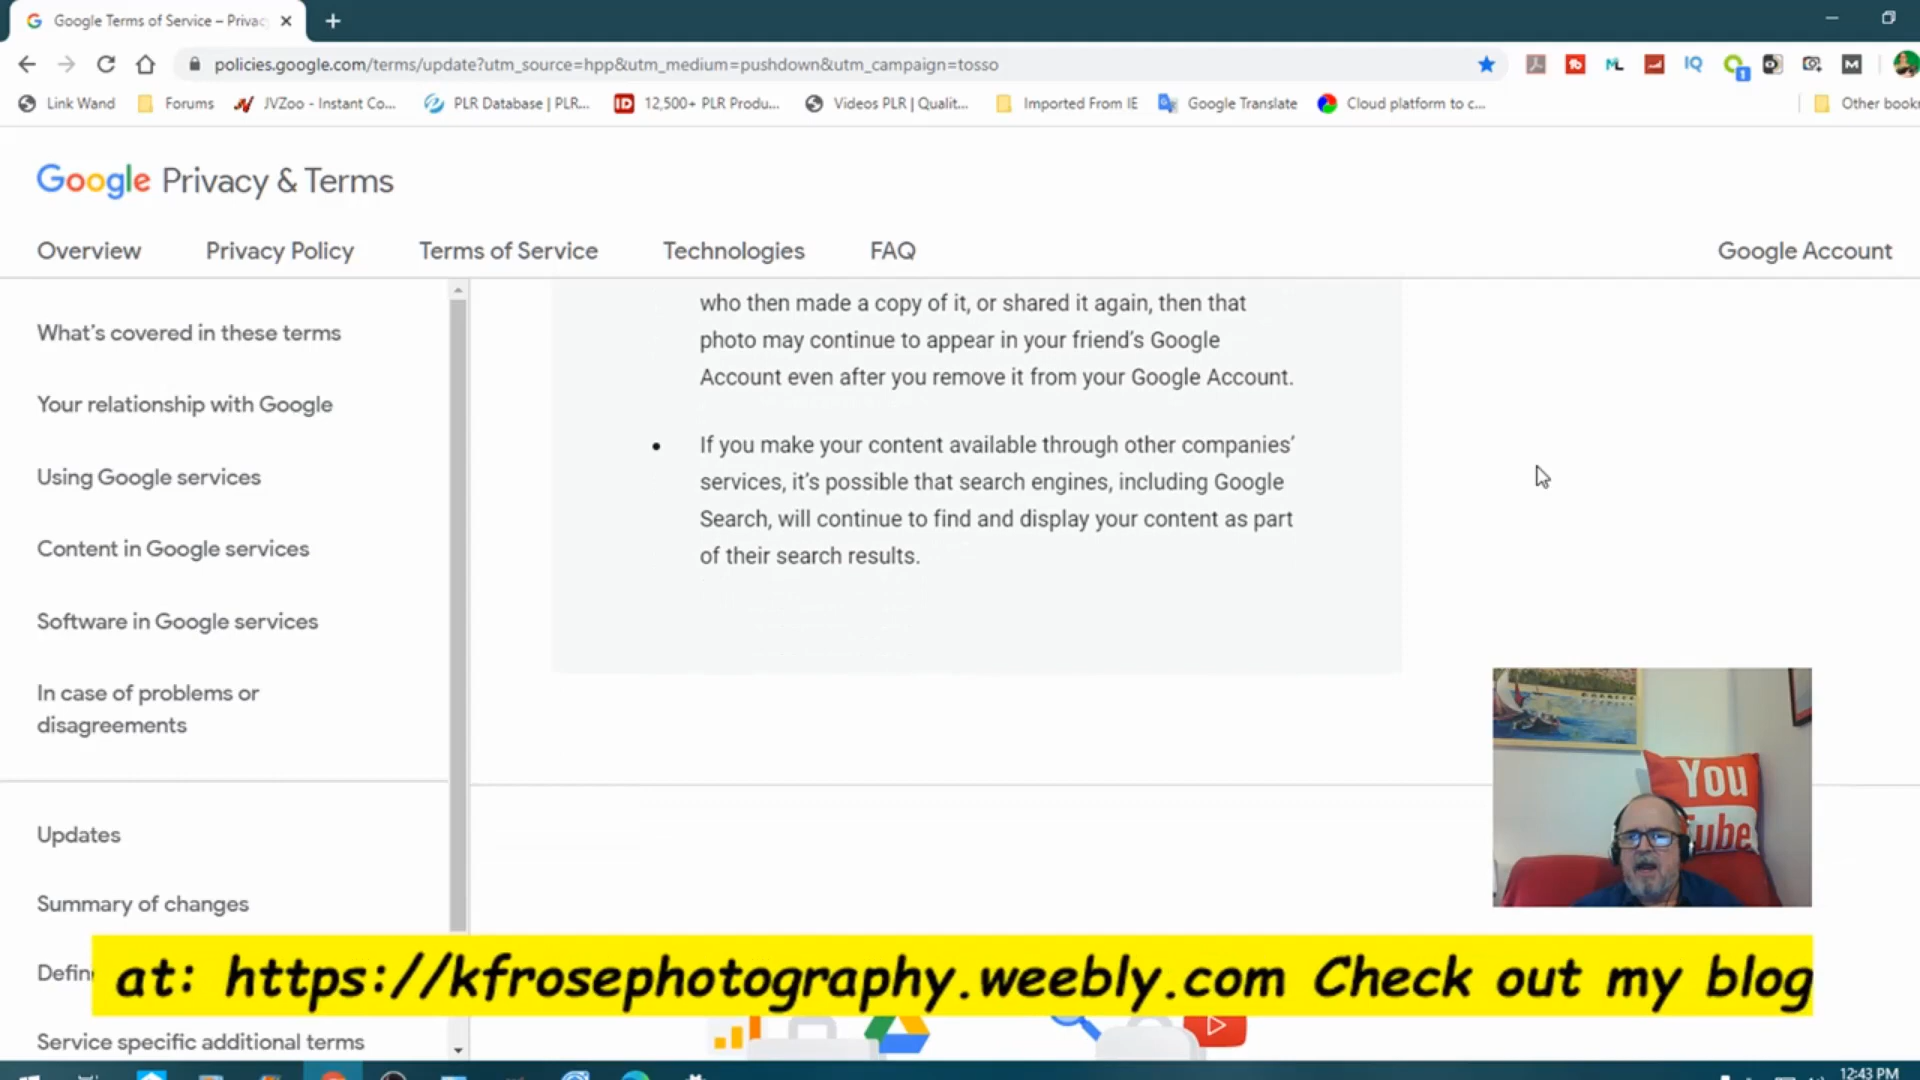 Google Terms of Service – Privac
policies.google.com/terms/update?utm_source=hpp&utm_medium=pushdown&utm_campaign=tosso
Link Wand
Forums
JVZoo - Instant Co...
PLR Database | PLR...
12,500+ PLR Produ...
Videos PLR | Qualit...
Imported From IE
Google Translate
Cloud platform to c...
Other book
Google Privacy & Terms
Overview
Privacy Policy
Terms of Service
Technologies
FAQ
Google Account
What's covered in these terms
Your relationship with Google
Using Google services
Content in Google services
Software in Google services
In case of problems or
disagreements
Updates
Summary of changes
Defin
Service specific additional terms
who then made a copy of it, or shared it again, then that
photo may continue to appear in your friend's Google
Account even after you remove it from your Google Account.
• If you make your content available through other companies'
services, it's possible that search engines, including Google
Search, will continue to find and display your content as part
of their search results.
You
Tube
at: https://kfrosephotography.weebly.com Check out my blog
12:43 PM